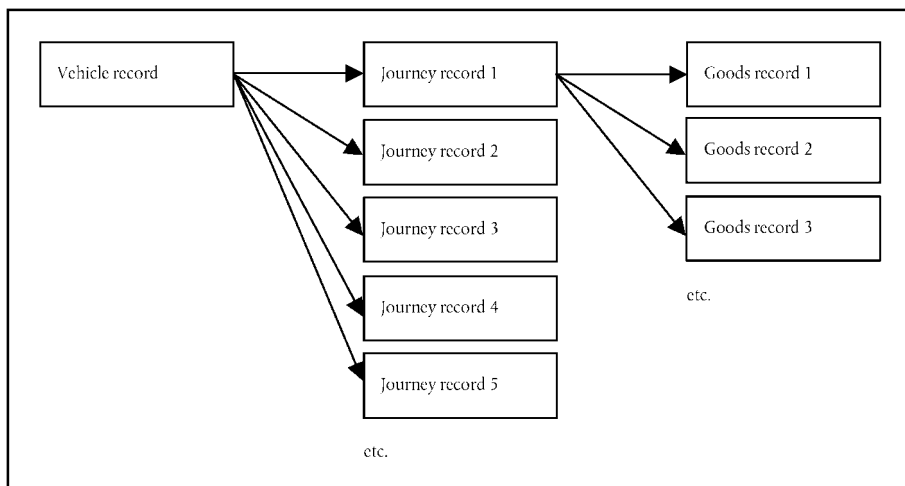 Vehicle record
Journey record 1
Journey record 2
Journey record 3
Journey record 4
Journey record 5
etc.
Goods record 1
Goods record 2
Goods record 3
etc.